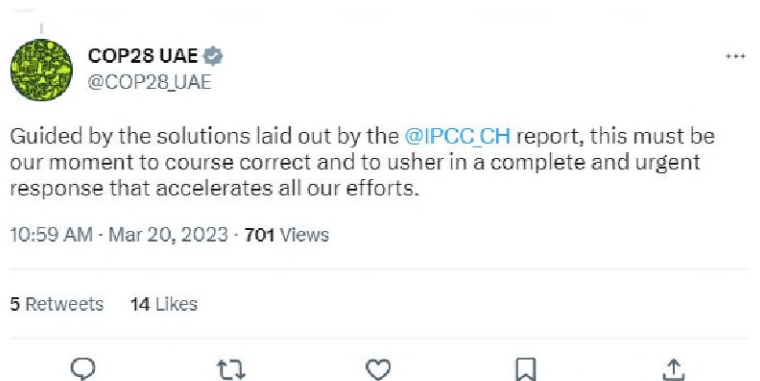 COP28 UAE
@COP28_UAE
Guided by the solutions laid out by the @IPCC_CH report, this must be
our moment to course correct and to usher in a complete and urgent
response that accelerates all our efforts.
10:59 AM · Mar 20, 2023 · 701 Views
5 Retweets 14 Likes